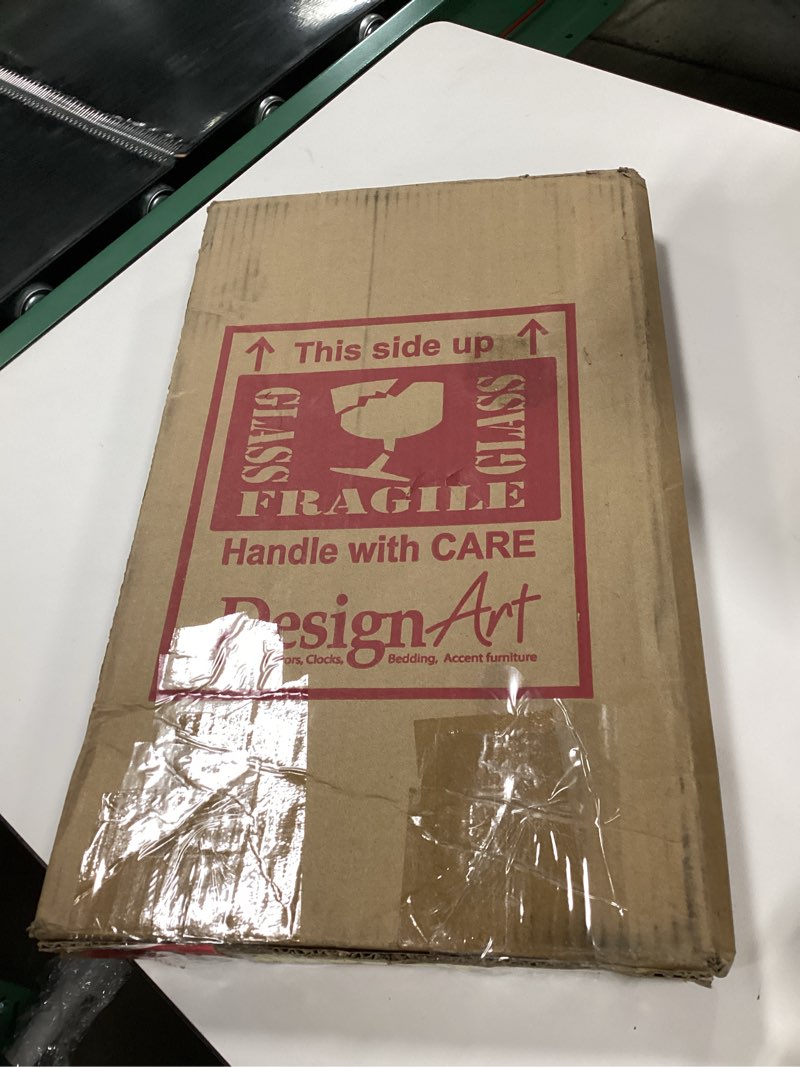 This side up
GLASS
GLASS
FRAGILE
Handle with CARE
DesignArt
Clocks, Bedding, Accent furniture